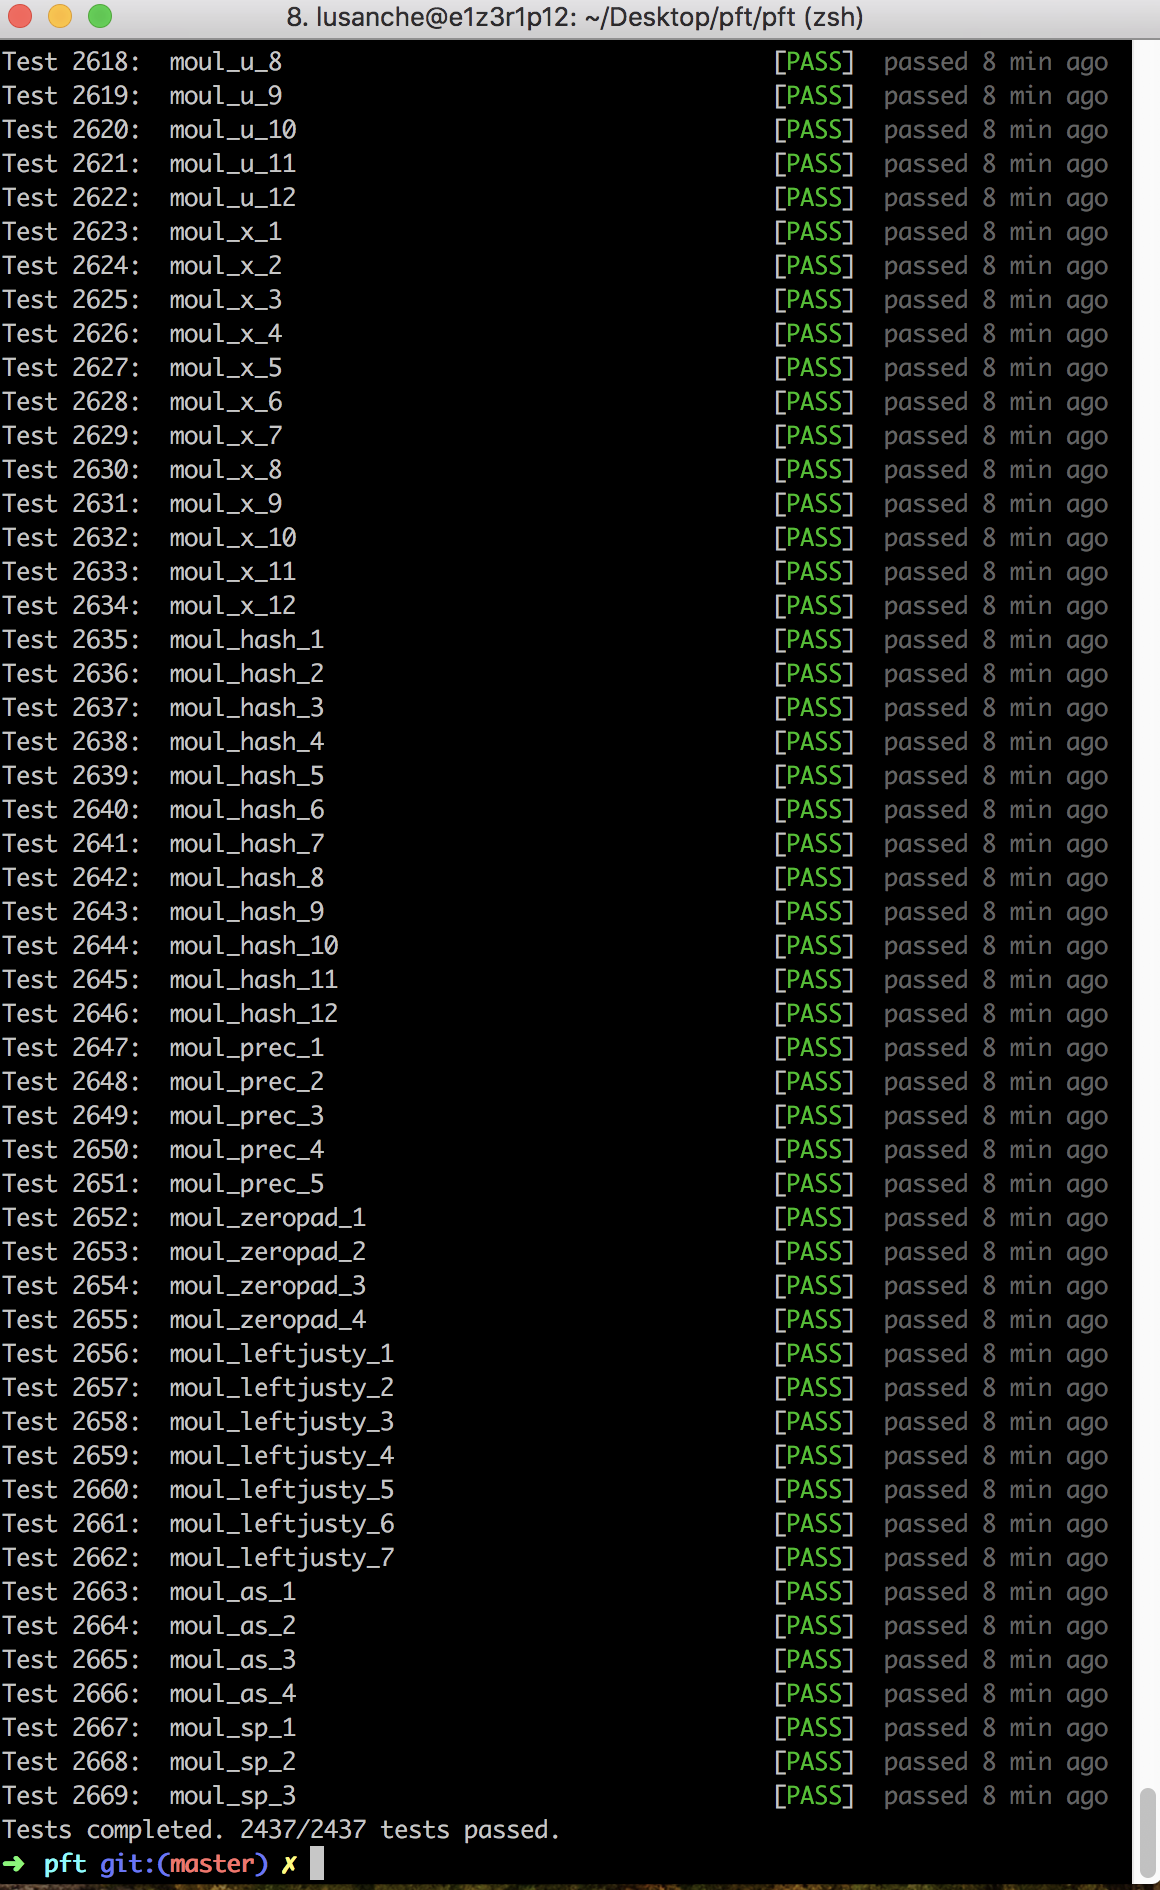 8. lusanche@e1z3r1p12: ~/Desktop/pft/pft (zsh)
Test 2618: moul_u_8 [PASS] passed 8 min ago
Test 2619: moul_u_9 [PASS] passed 8 min ago
Test 2620: moul_u_10 [PASS] passed 8 min ago
Test 2621: moul_u_11 [PASS] passed 8 min ago
Test 2622: moul_u_12 [PASS] passed 8 min ago
Test 2623: moul_x_1 [PASS] passed 8 min ago
Test 2624: moul_x_2 [PASS] passed 8 min ago
Test 2625: moul_x_3 [PASS] passed 8 min ago
Test 2626: moul_x_4 [PASS] passed 8 min ago
Test 2627: moul_x_5 [PASS] passed 8 min ago
Test 2628: moul_x_6 [PASS] passed 8 min ago
Test 2629: moul_x_7 [PASS] passed 8 min ago
Test 2630: moul_x_8 [PASS] passed 8 min ago
Test 2631: moul_x_9 [PASS] passed 8 min ago
Test 2632: moul_x_10 [PASS] passed 8 min ago
Test 2633: moul_x_11 [PASS] passed 8 min ago
Test 2634: moul_x_12 [PASS] passed 8 min ago
Test 2635: moul_hash_1 [PASS] passed 8 min ago
Test 2636: moul_hash_2 [PASS] passed 8 min ago
Test 2637: moul_hash_3 [PASS] passed 8 min ago
Test 2638: moul_hash_4 [PASS] passed 8 min ago
Test 2639: moul_hash_5 [PASS] passed 8 min ago
Test 2640: moul_hash_6 [PASS] passed 8 min ago
Test 2641: moul_hash_7 [PASS] passed 8 min ago
Test 2642: moul_hash_8 [PASS] passed 8 min ago
Test 2643: moul_hash_9 [PASS] passed 8 min ago
Test 2644: moul_hash_10 [PASS] passed 8 min ago
Test 2645: moul_hash_11 [PASS] passed 8 min ago
Test 2646: moul_hash_12 [PASS] passed 8 min ago
Test 2647: moul_prec_1 [PASS] passed 8 min ago
Test 2648: moul_prec_2 [PASS] passed 8 min ago
Test 2649: moul_prec_3 [PASS] passed 8 min ago
Test 2650: moul_prec_4 [PASS] passed 8 min ago
Test 2651: moul_prec_5 [PASS] passed 8 min ago
Test 2652: moul_zeropad_1 [PASS] passed 8 min ago
Test 2653: moul_zeropad_2 [PASS] passed 8 min ago
Test 2654: moul_zeropad_3 [PASS] passed 8 min ago
Test 2655: moul_zeropad_4 [PASS] passed 8 min ago
Test 2656: moul_leftjusty_1 [PASS] passed 8 min ago
Test 2657: moul_leftjusty_2 [PASS] passed 8 min ago
Test 2658: moul_leftjusty_3 [PASS] passed 8 min ago
Test 2659: moul_leftjusty_4 [PASS] passed 8 min ago
Test 2660: moul_leftjusty_5 [PASS] passed 8 min ago
Test 2661: moul_leftjusty_6 [PASS] passed 8 min ago
Test 2662: moul_leftjusty_7 [PASS] passed 8 min ago
Test 2663: moul_as_1 [PASS] passed 8 min ago
Test 2664: moul_as_2 [PASS] passed 8 min ago
Test 2665: moul_as_3 [PASS] passed 8 min ago
Test 2666: moul_as_4 [PASS] passed 8 min ago
Test 2667: moul_sp_1 [PASS] passed 8 min ago
Test 2668: moul_sp_2 [PASS] passed 8 min ago
Test 2669: moul_sp_3 [PASS] passed 8 min ago
Tests completed. 2437/2437 tests passed.
➜ pft git:(master) ✗